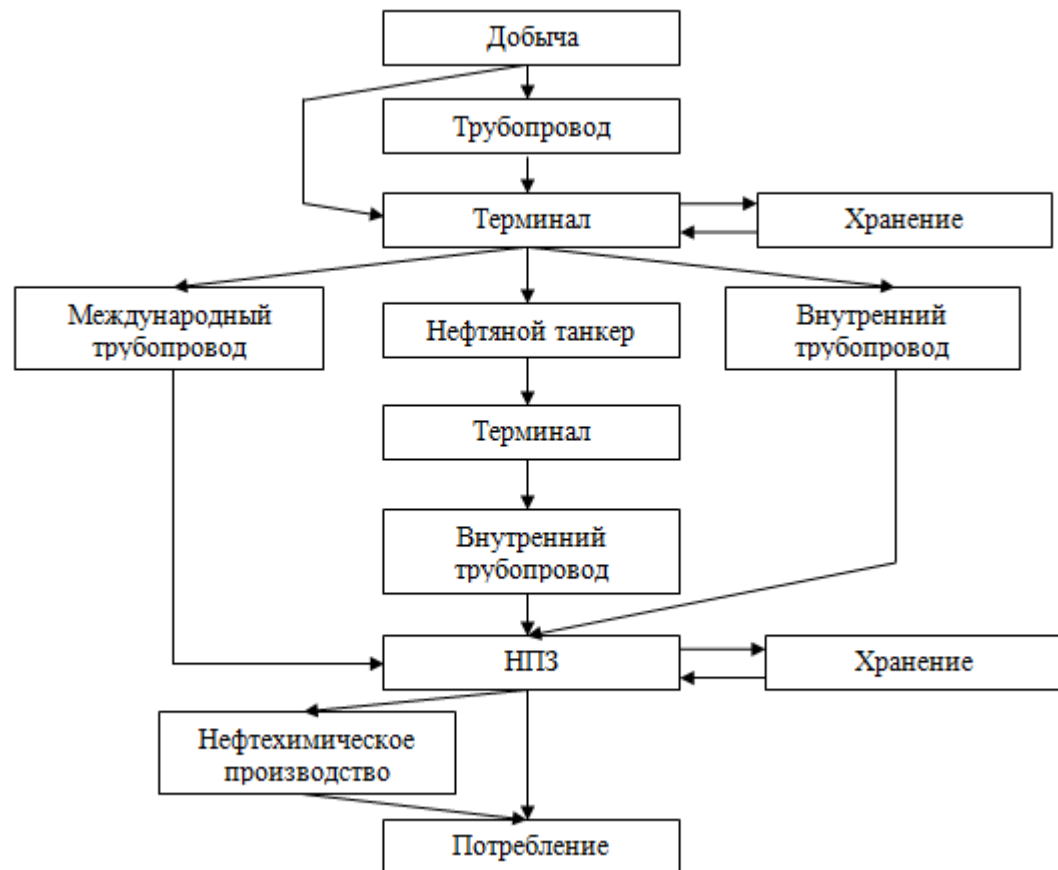 Добыча
Трубопровод
Терминал
Хранение
Международный
трубопровод
Нефтяной танкер
Внутренний
трубопровод
Терминал
Внутренний
трубопровод
НПЗ
Хранение
Нефтехимическое
производство
Потребление